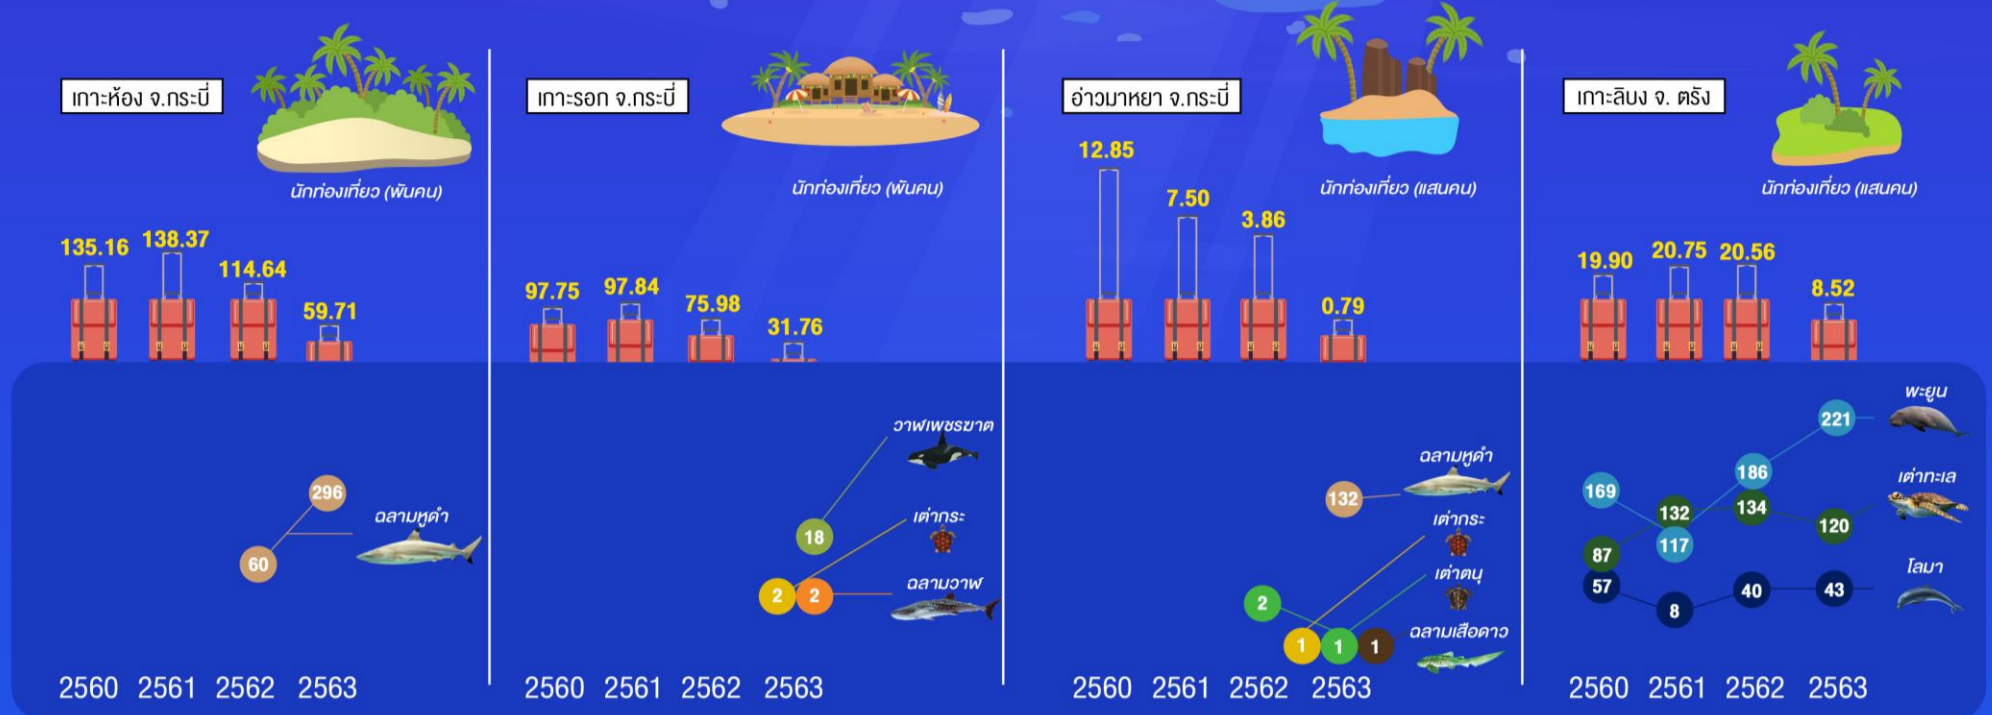 เกาะห้อง จ.กระบี่
นักท่องเที่ยว (พันคน)
135.16
138.37
114.64
59.71
296
60
ฉลามหูดำ
2560 2561 2562 2563
เกาะรอก จ.กระบี่
นักท่องเที่ยว (พันคน)
97.75
97.84
75.98
31.76
วาฬเพชรฆาต
18
เต่ากระ
2
2
ฉลามวาฬ
2560 2561 2562 2563
อ่าวมาหยา จ.กระบี่
นักท่องเที่ยว (แสนคน)
12.85
7.50
3.86
0.79
ฉลามหูดำ
132
เต่ากระ
เต่าตนุ
2
1
1
1
ฉลามเสือดาว
2560 2561 2562 2563
เกาะลิบง จ. ตรัง
นักท่องเที่ยว (แสนคน)
19.90
20.75
20.56
8.52
พะยูน
221
169
186
117
เต่าทะเล
87
132
134
120
โลมา
57
8
40
43
2560 2561 2562 2563